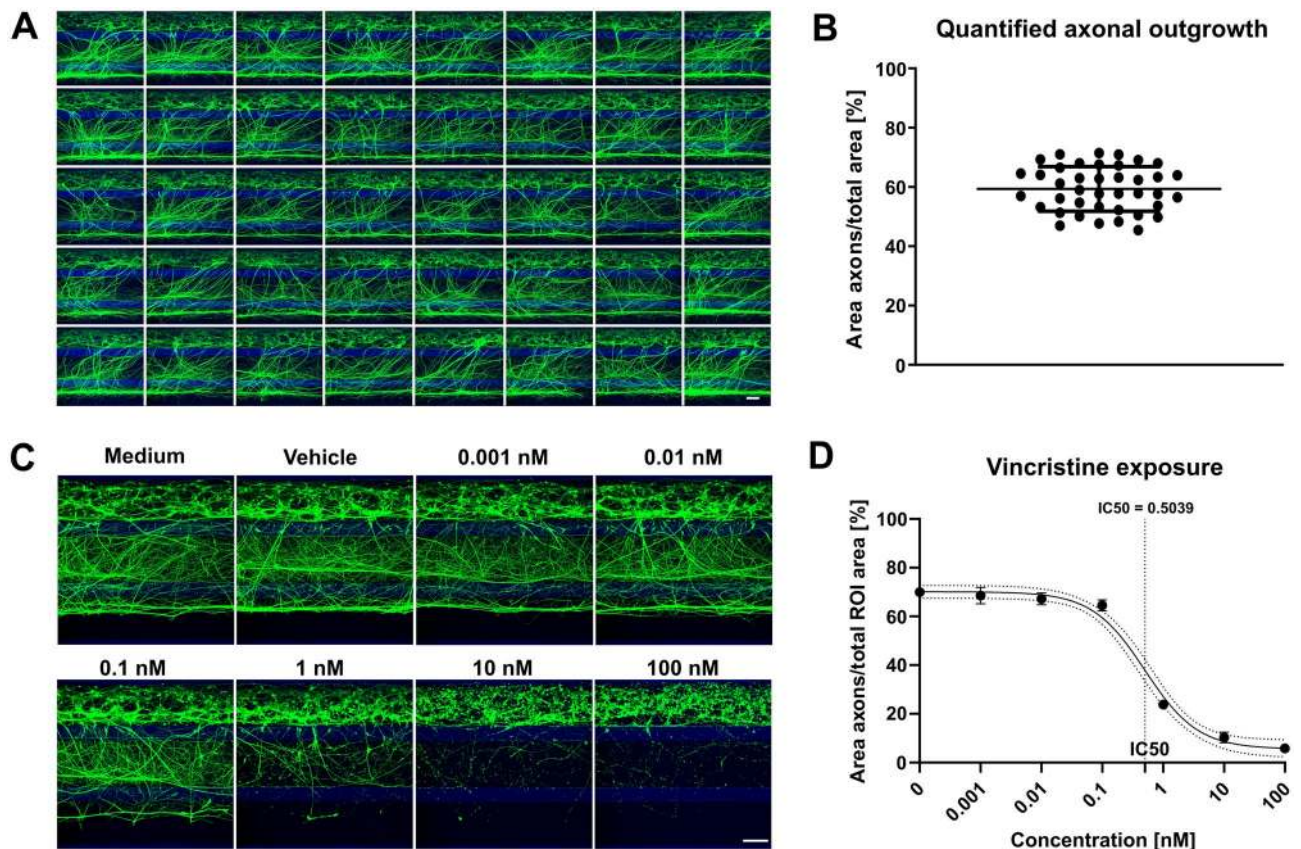 A
B
Quantified axonal outgrowth
Area axons/total area [%]
100
80
60
40
20
0
C
Medium Vehicle 0.001 nM 0.01 nM
0.1 nM 1 nM 10 nM 100 nM
D
Vincristine exposure
IC50 = 0.5039
Area axons/total ROI area [%]
100
80
60
40
20
0
IC50
0 0.001 0.01 0.1 1 10 100
Concentration [nM]